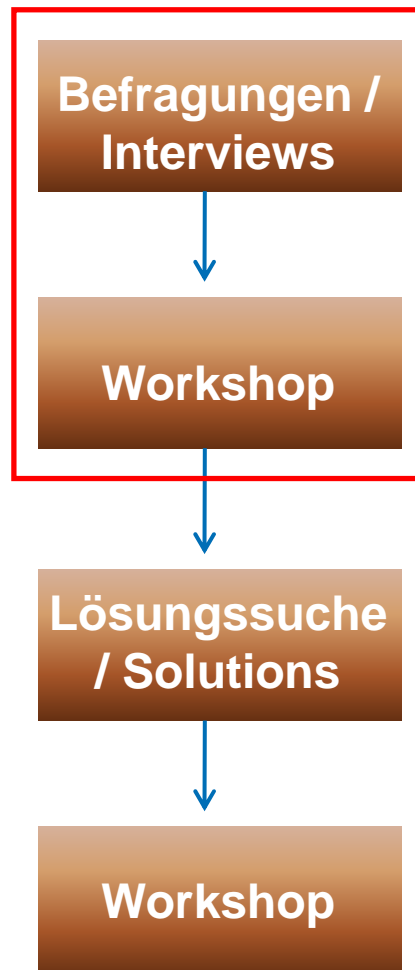 Befragungen /
Interviews
Workshop
Lösungssuche
/ Solutions
Workshop